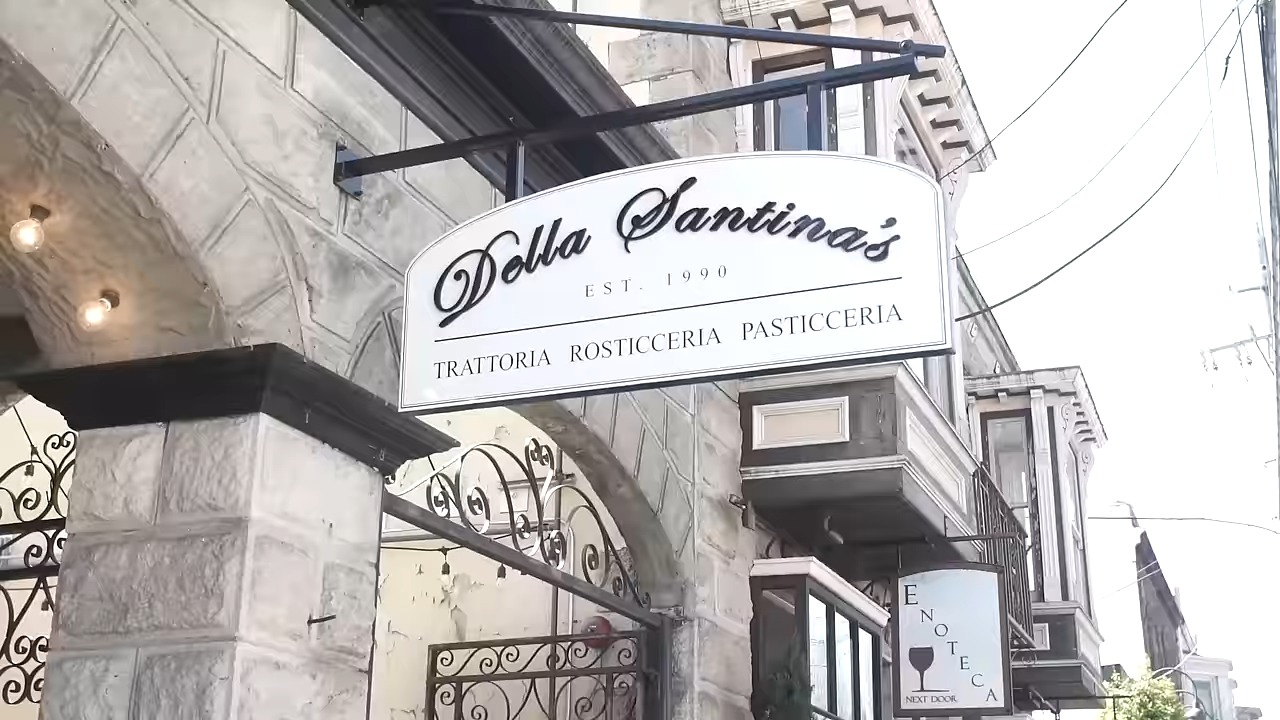 Della Santina's
EST. 1990
TRATTORIA ROSTICCERIA PASTICCERIA
ENOTECA
NEXT DOOR